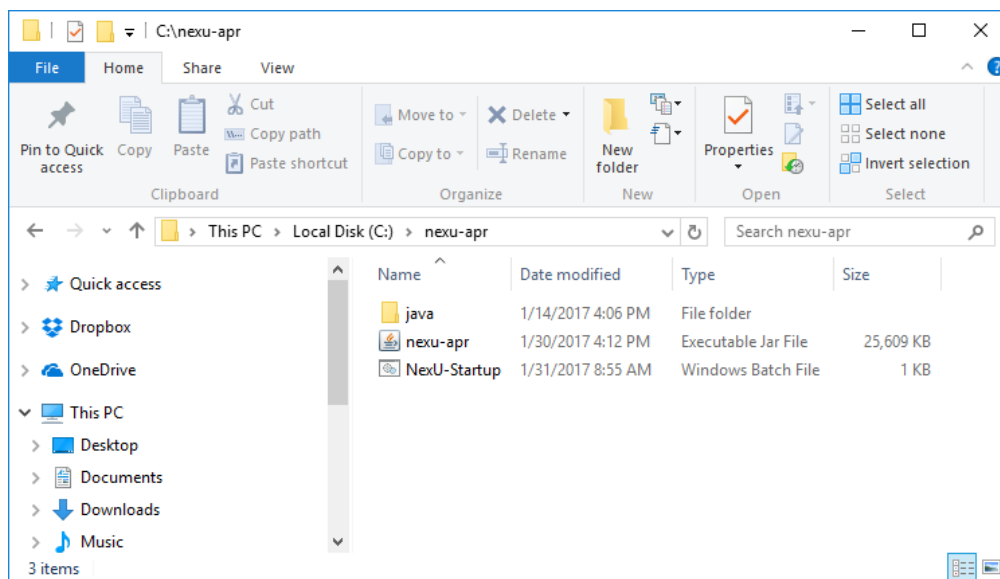 C:\nexu-apr
File Home Share View
Pin to Quick access
Copy
Paste
Cut
Copy path
Paste shortcut
Clipboard
Move to
Copy to
Delete
Rename
Organize
New folder
New
Properties
Open
Select all
Select none
Invert selection
Select
This PC Local Disk (C:) nexu-apr
Search nexu-apr
Quick access
Dropbox
OneDrive
This PC
Desktop
Documents
Downloads
Music
Name Date modified Type Size
java 1/14/2017 4:06 PM File folder
nexu-apr 1/30/2017 4:12 PM Executable Jar File 25,609 KB
NexU-Startup 1/31/2017 8:55 AM Windows Batch File 1 KB
3 items